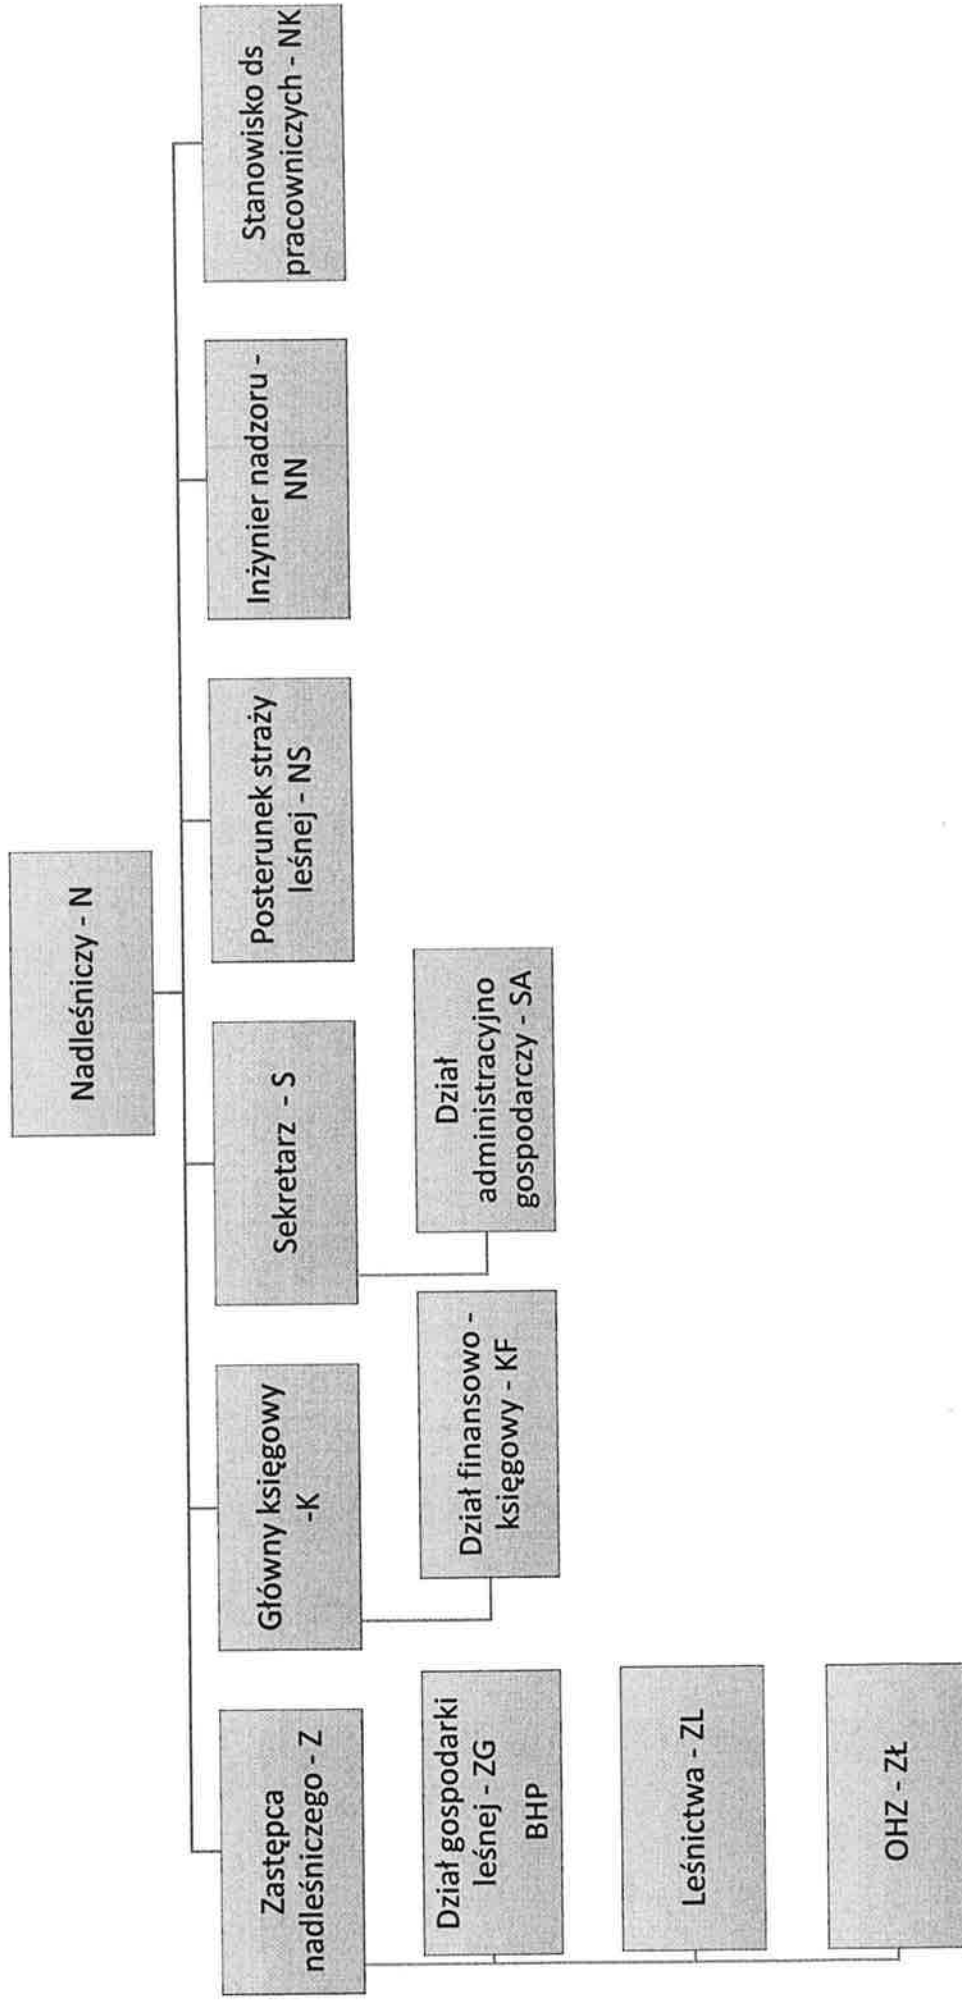 Nadleśniczy - N
Zastępca
nadleśniczego - Z
Główny księgowy
-K
Sekretarz - S
Posterunek straży
leśnej - NS
Inżynier nadzoru -
NN
Stanowisko ds
pracowniczych - NK
Dział gospodarki
leśnej - ZG
BHP
Dział finansowo -
księgowy - KF
Dział
administracyjno
gospodarczy - SA
Leśnictwa - ZL
OHZ - ZŁ